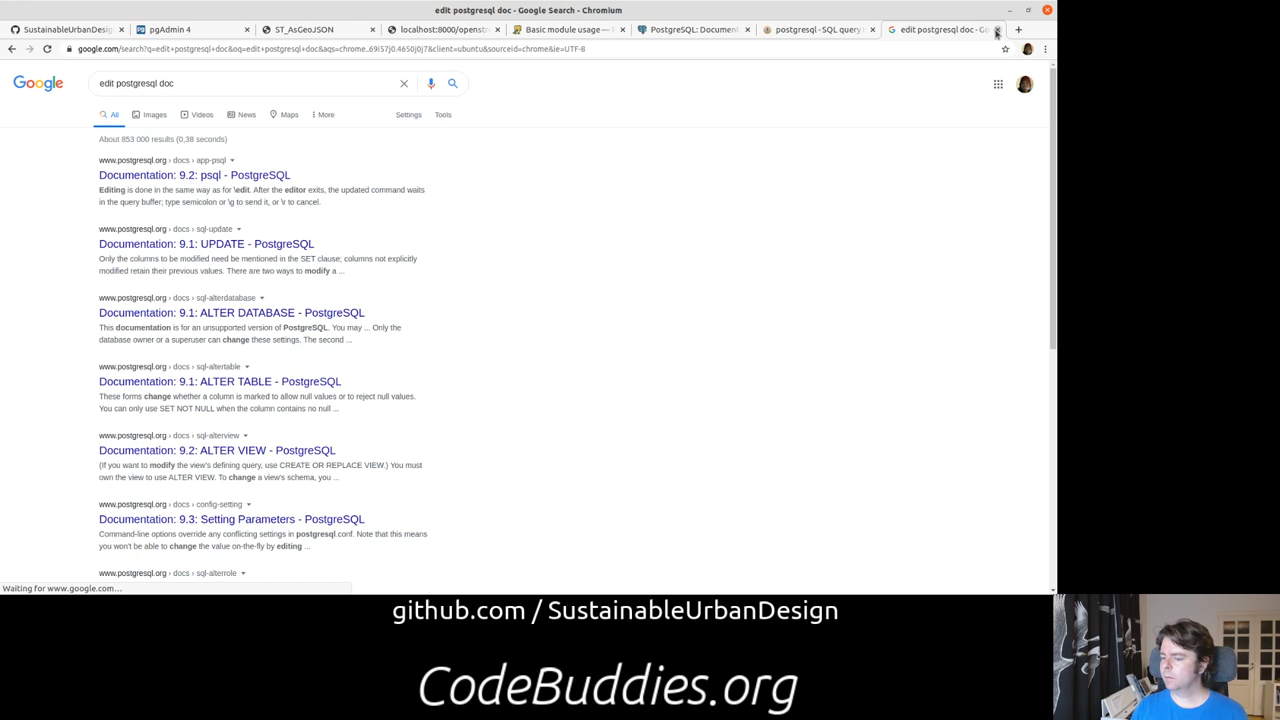 edit postgresql doc - Google Search - Chromium
SustainableUrbanDesign
pgAdmin 4
ST_AsGeoJSON
localhost:8000/openstr
Basic module usage —
PostgreSQL: Document
postgresql - SQL query
edit postgresql doc - Go
google.com/search?q=edit+postgresql+doc&oq=edit+postgresql+doc&aqs=chrome..69i57j0.4650j0j7&client=ubuntu&sourceid=chrome&ie=UTF-8
Google
edit postgresql doc
All Images Videos News Maps More Settings Tools
About 853 000 results (0,38 seconds)
www.postgresql.org › docs › app-psql
Documentation: 9.2: psql - PostgreSQL
Editing is done in the same way as for \edit. After the editor exits, the updated command waits
in the query buffer; type semicolon or \g to send it, or \r to cancel.
www.postgresql.org › docs › sql-update
Documentation: 9.1: UPDATE - PostgreSQL
Only the columns to be modified need be mentioned in the SET clause; columns not explicitly
modified retain their previous values. There are two ways to modify a ...
www.postgresql.org › docs › sql-alterdatabase
Documentation: 9.1: ALTER DATABASE - PostgreSQL
This documentation is for an unsupported version of PostgreSQL. You may ... Only the
database owner or a superuser can change these settings. The second ...
www.postgresql.org › docs › sql-altertable
Documentation: 9.1: ALTER TABLE - PostgreSQL
These forms change whether a column is marked to allow null values or to reject null values.
You can only use SET NOT NULL when the column contains no null ...
www.postgresql.org › docs › sql-alterview
Documentation: 9.2: ALTER VIEW - PostgreSQL
(If you want to modify the view's defining query, use CREATE OR REPLACE VIEW.) You must
own the view to use ALTER VIEW. To change a view's schema, you ...
www.postgresql.org › docs › config-setting
Documentation: 9.3: Setting Parameters - PostgreSQL
Command-line options override any conflicting settings in postgresql.conf. Note that this means
you won't be able to change the value on-the-fly by editing ...
www.postgresql.org › docs › sql-alterrole
Waiting for www.google.com…
github.com / SustainableUrbanDesign
CodeBuddies.org